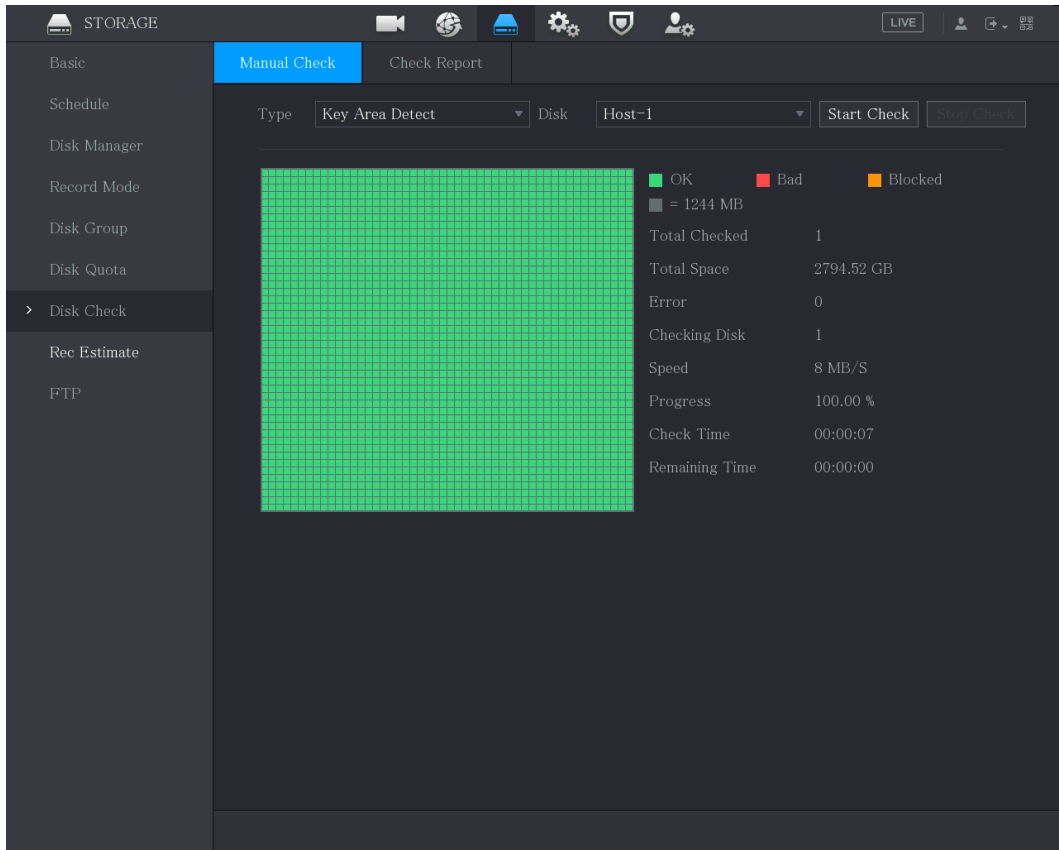 STORAGE LIVE
Basic
Schedule
Disk Manager
Record Mode
Disk Group
Disk Quota
Disk Check
Rec Estimate
FTP
Manual Check Check Report
Type Key Area Detect Disk Host-1 Start Check Stop Check
OK Bad Blocked
= 1244 MB
Total Checked 1
Total Space 2794.52 GB
Error 0
Checking Disk 1
Speed 8 MB/S
Progress 100.00 %
Check Time 00:00:07
Remaining Time 00:00:00